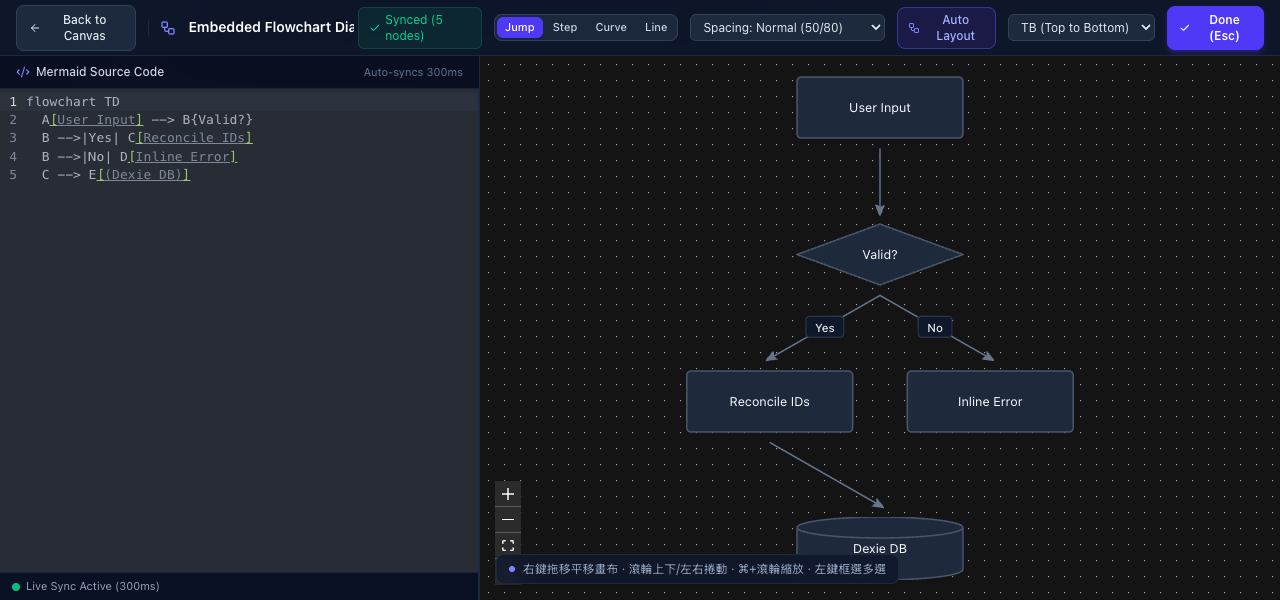 Back to
Canvas
Embedded Flowchart Dia
Synced (5
nodes)
Jump
Step
Curve
Line
Spacing: Normal (50/80)
Auto
Layout
TB (Top to Bottom)
Done
(Esc)
Mermaid Source Code
Auto-syncs 300ms
1 flowchart TD
2 A[User Input] --> B{Valid?}
3 B -->|Yes| C[Reconcile IDs]
4 B -->|No| D[Inline Error]
5 C --> E[(Dexie DB)]
User Input
Valid?
Yes
No
Reconcile IDs
Inline Error
Dexie DB
右鍵拖移平移畫布 · 滾輪上下/左右捲動 · ⌘+滾輪縮放 · 左鍵框選多選
Live Sync Active (300ms)